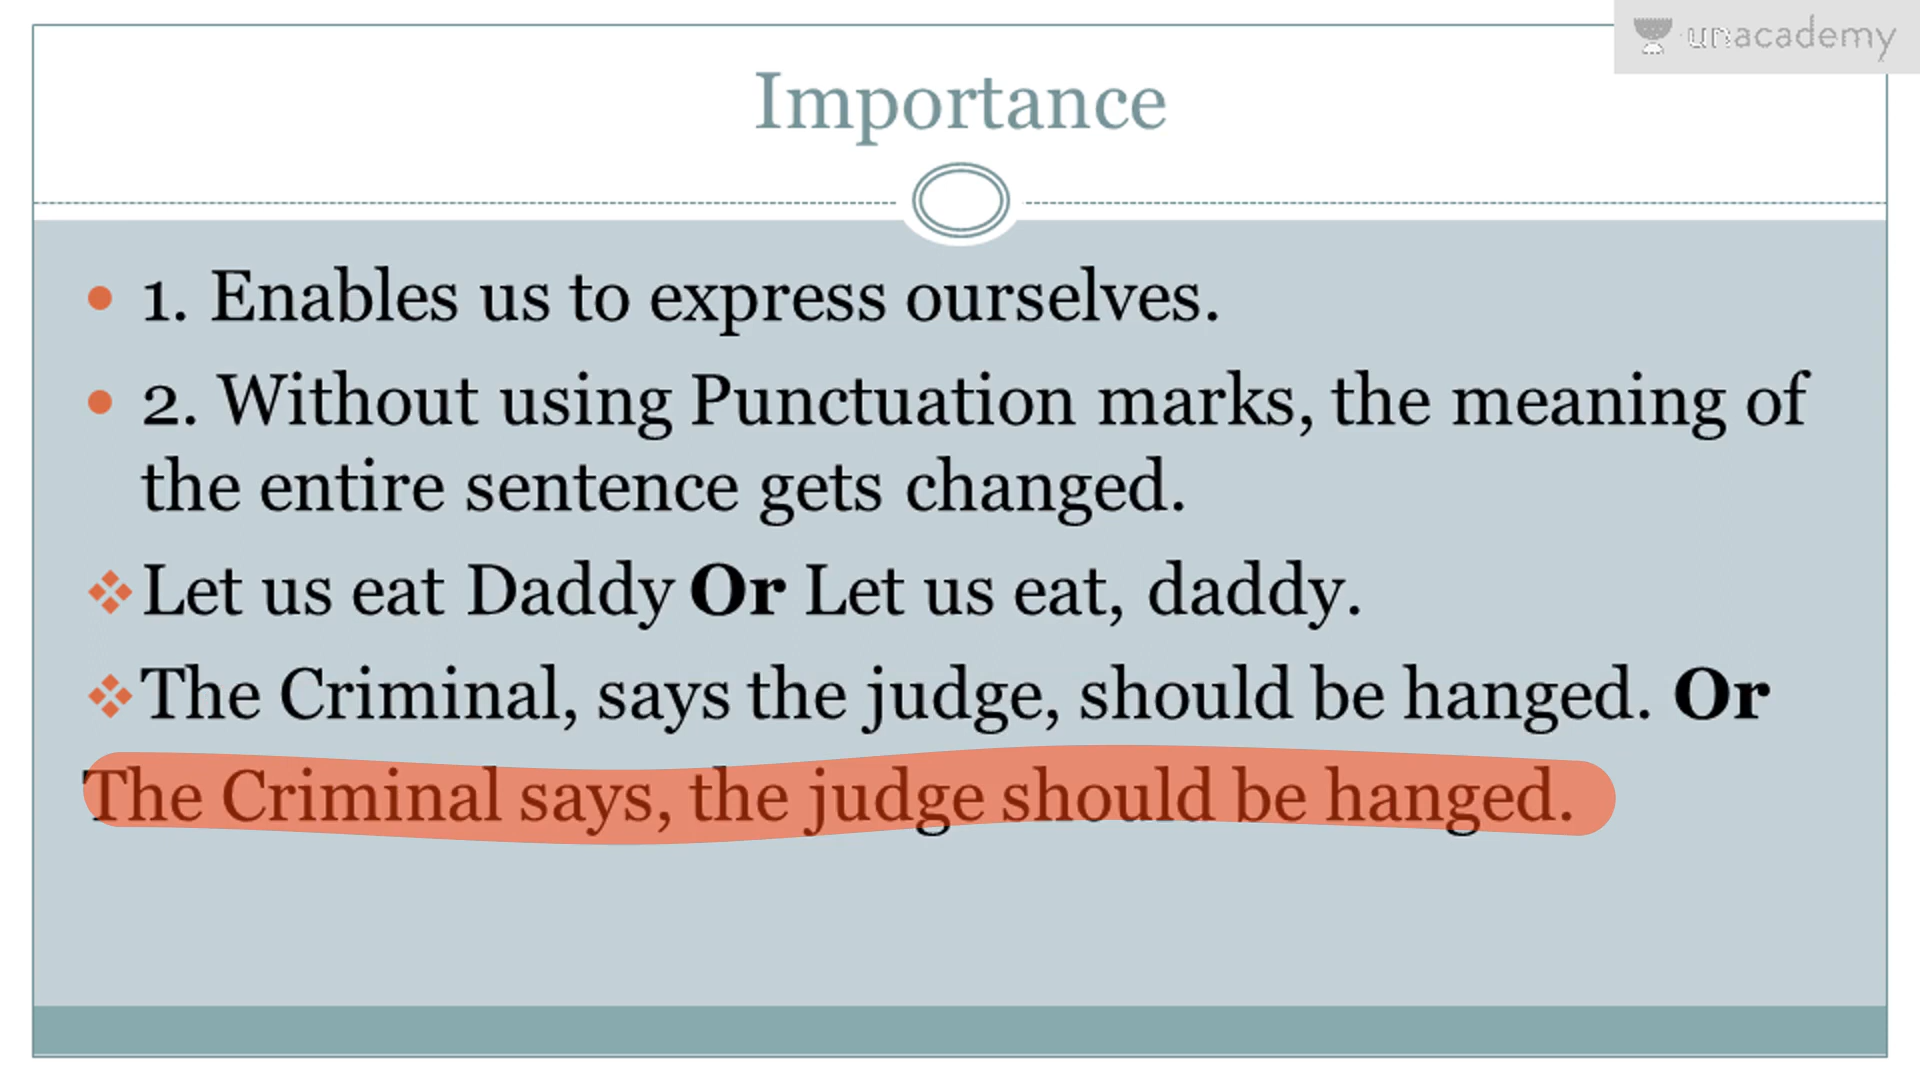 unacademy
Importance
1. Enables us to express ourselves.
2. Without using Punctuation marks, the meaning of
the entire sentence gets changed.
Let us eat Daddy Or Let us eat, daddy.
The Criminal, says the judge, should be hanged. Or
The Criminal says, the judge should be hanged.